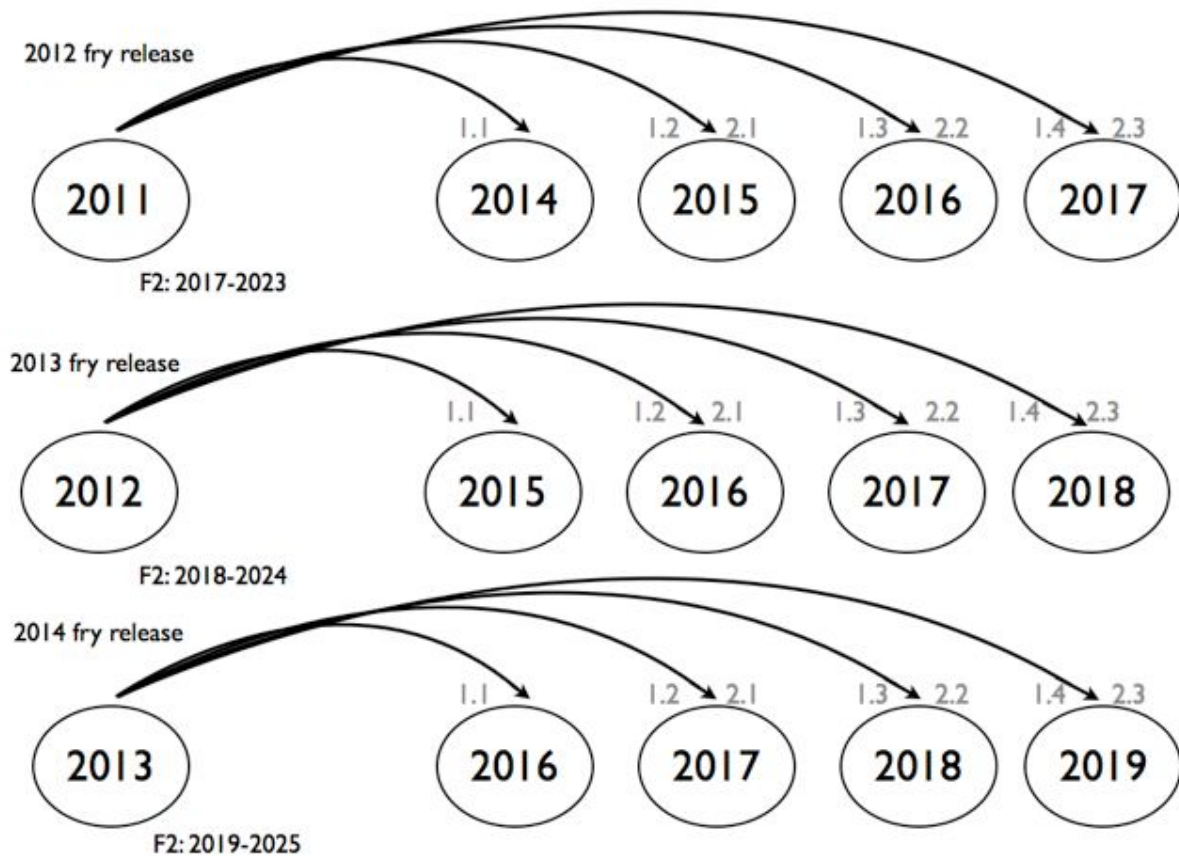 2012 fry release
1.1 1.2 2.1 1.3 2.2 1.4 2.3
2011 2014 2015 2016 2017
F2: 2017-2023
2013 fry release
1.1 1.2 2.1 1.3 2.2 1.4 2.3
2012 2015 2016 2017 2018
F2: 2018-2024
2014 fry release
1.1 1.2 2.1 1.3 2.2 1.4 2.3
2013 2016 2017 2018 2019
F2: 2019-2025